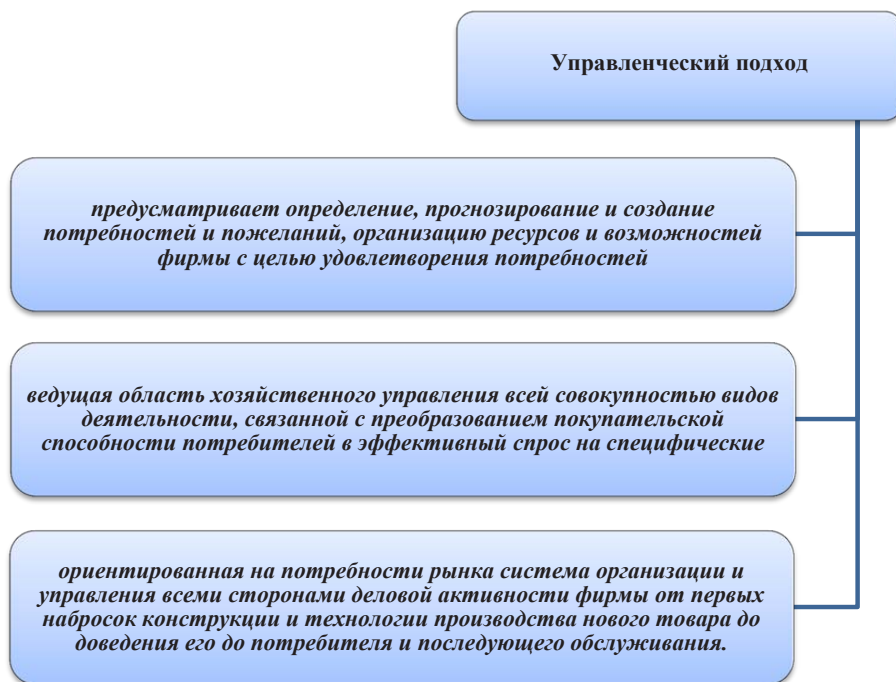 Управленческий подход
предусматривает определение, прогнозирование и создание
потребностей и пожеланий, организацию ресурсов и возможностей
фирмы с целью удовлетворения потребностей
ведущая область хозяйственного управления всей совокупностью видов
деятельности, связанной с преобразованием покупательской
способности потребителей в эффективный спрос на специфические
ориентированная на потребности рынка система организации и
управления всеми сторонами деловой активности фирмы от первых
набросок конструкции и технологии производства нового товара до
доведения его до потребителя и последующего обслуживания.